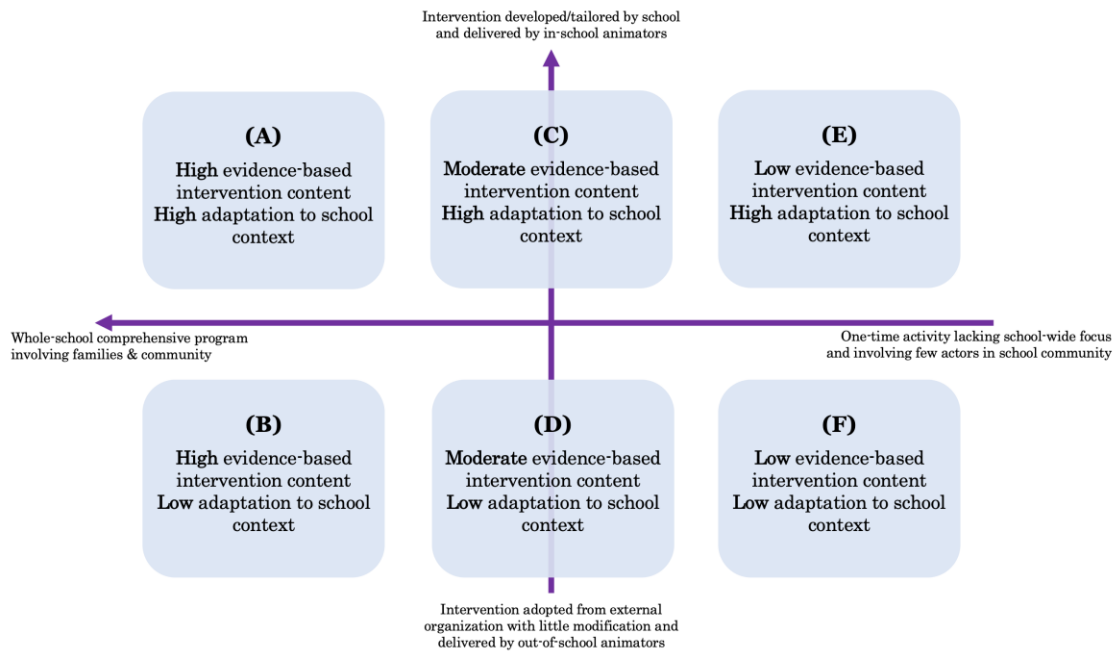 Intervention developed/tailored by school
and delivered by in-school animators
(A)
High evidence-based
intervention content
High adaptation to school
context
(C)
Moderate evidence-based
intervention content
High adaptation to school
context
(E)
Low evidence-based
intervention content
High adaptation to school
context
Whole-school comprehensive program
involving families & community
One-time activity lacking school-wide focus
and involving few actors in school community
(B)
High evidence-based
intervention content
Low adaptation to school
context
(D)
Moderate evidence-based
intervention content
Low adaptation to school
context
(F)
Low evidence-based
intervention content
Low adaptation to school
context
Intervention adopted from external
organization with little modification and
delivered by out-of-school animators